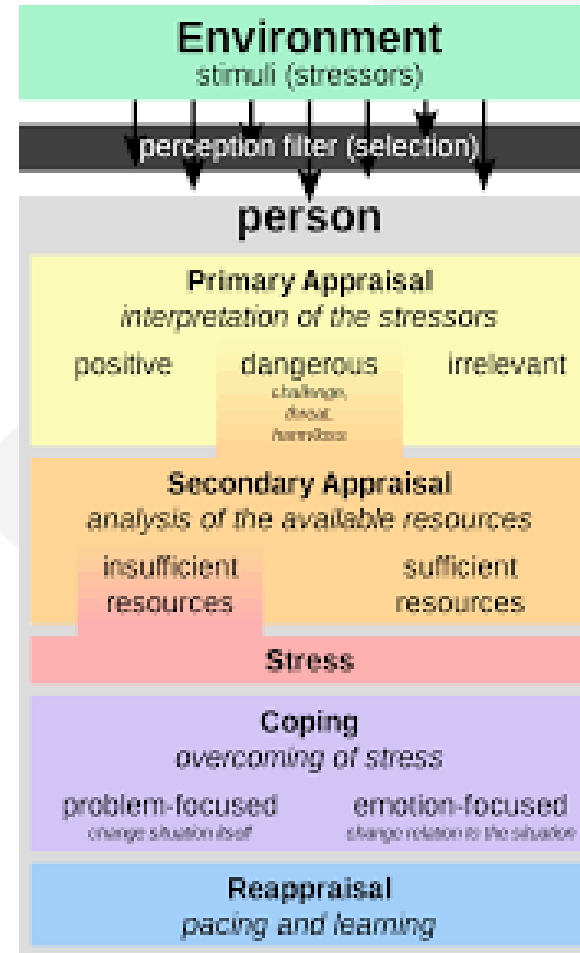 Environment
stimuli (stressors)
perception filter (selection)
person
Primary Appraisal
interpretation of the stressors
positive dangerous irrelevant
challenge,
threat,
harmless
Secondary Appraisal
analysis of the available resources
insufficient sufficient
resources resources
Stress
Coping
overcoming of stress
problem-focused emotion-focused
change situation itself change relation to the situation
Reappraisal
pacing and learning